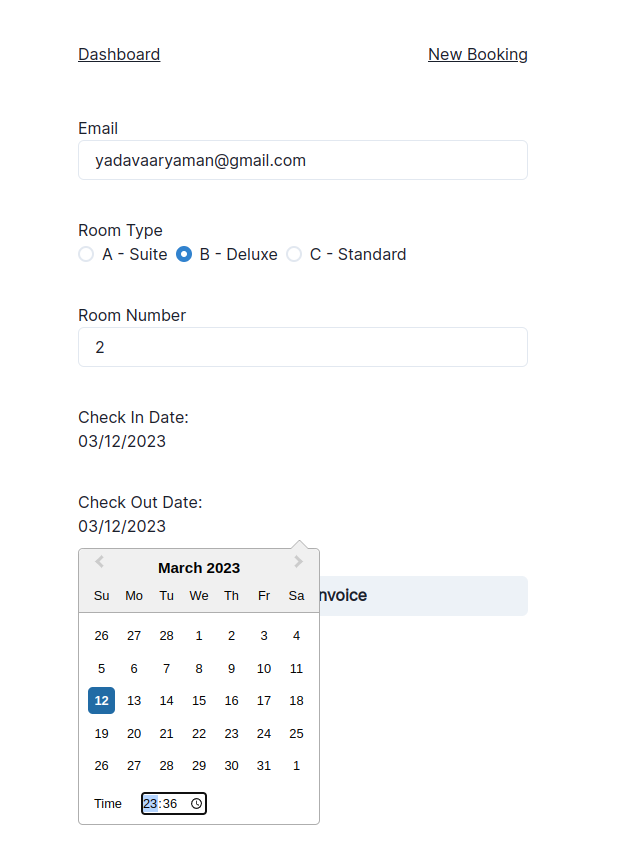 Dashboard New Booking
Email
yadavaaryaman@gmail.com
Room Type
A - Suite B - Deluxe C - Standard
Room Number
2
Check In Date:
03/12/2023
Check Out Date:
03/12/2023
March 2023
Su Mo Tu We Th Fr Sa
nvoice
26 27 28 1 2 3 4
5 6 7 8 9 10 11
12 13 14 15 16 17 18
19 20 21 22 23 24 25
26 27 28 29 30 31 1
Time 23:36